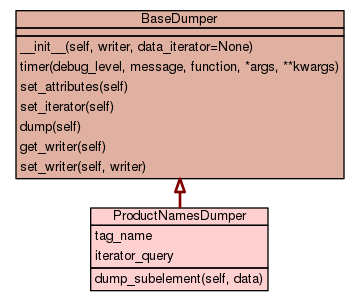 BaseDumper
__init__(self, writer, data_iterator=None)
timer(debug_level, message, function, *args, **kwargs)
set_attributes(self)
set_iterator(self)
dump(self)
get_writer(self)
set_writer(self, writer)
ProductNamesDumper
tag_name
iterator_query
dump_subelement(self, data)